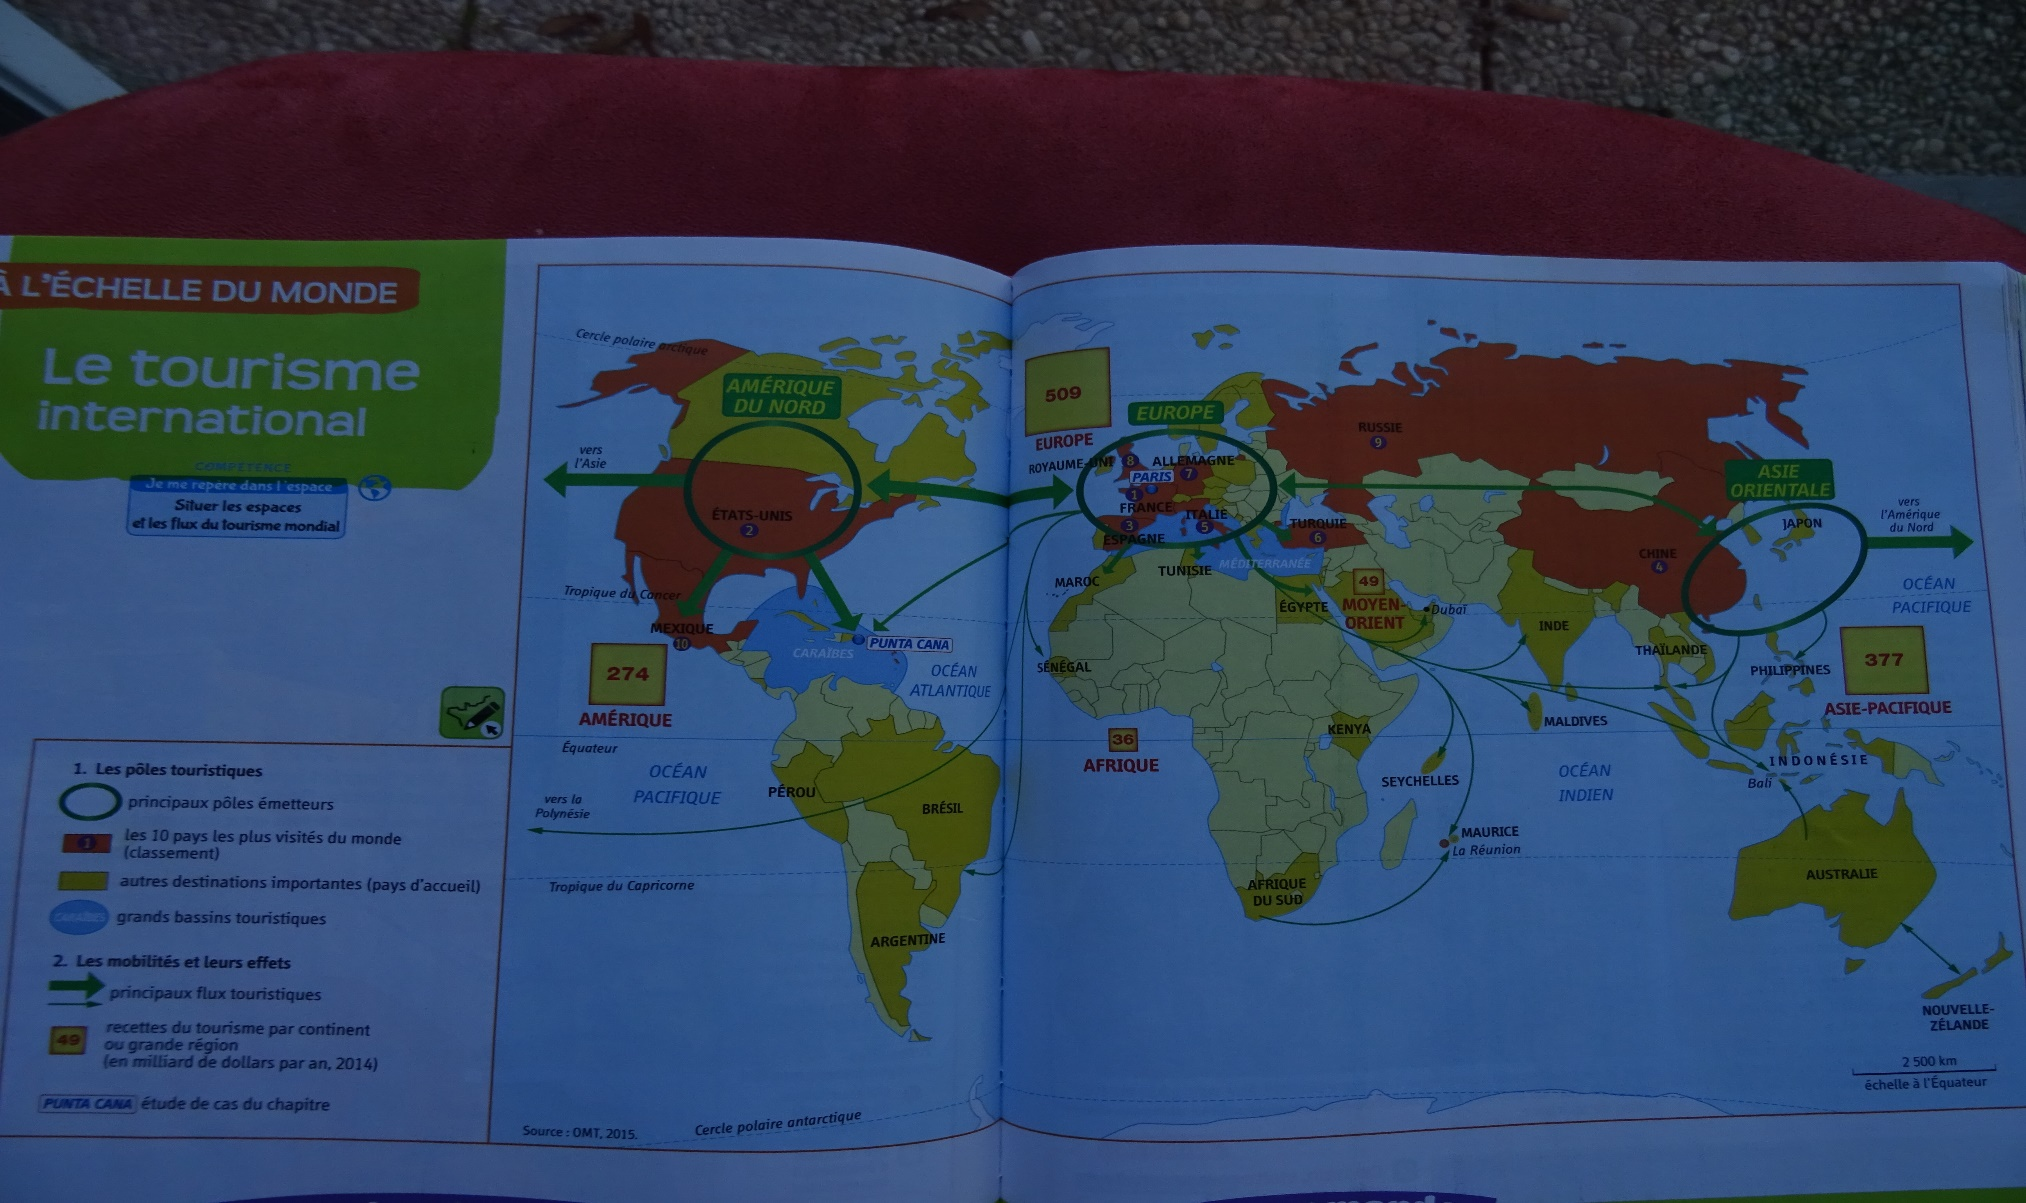 À L'ÉCHELLE DU MONDE
Le tourisme
international
COMPÉTENCE
Je me repère dans l'espace
Situer les espaces
et les flux du tourisme mondial
1. Les pôles touristiques
principaux pôles émetteurs
1
les 10 pays les plus visités du monde
(classement)
autres destinations importantes (pays d'accueil)
CARAÏBES
grands bassins touristiques
2. Les mobilités et leurs effets
principaux flux touristiques
49
recettes du tourisme par continent
ou grande région
(en milliard de dollars par an, 2014)
PUNTA CANA
étude de cas du chapitre
Cercle polaire arctique
AMÉRIQUE
DU NORD
vers
l'Asie
ÉTATS-UNIS
2
Tropique du Cancer
MEXIQUE
10
CARAÏBES
PUNTA CANA
274
AMÉRIQUE
OCÉAN
ATLANTIQUE
Équateur
OCÉAN
PACIFIQUE
PÉROU
BRÉSIL
vers la
Polynésie
Tropique du Capricorne
ARGENTINE
Cercle polaire antarctique
Source : OMT, 2015.
509
EUROPE
EUROPE
ROYAUME-UNI
8
ALLEMAGNE
7
PARIS
1
FRANCE
ITALIE
5
3
ESPAGNE
TURQUIE
6
RUSSIE
9
ASIE
ORIENTALE
vers
l'Amérique
du Nord
JAPON
CHINE
4
MAROC
TUNISIE
MÉDITERRANÉE
ÉGYPTE
49
MOYEN-
ORIENT
Dubaï
INDE
OCÉAN
PACIFIQUE
SÉNÉGAL
THAÏLANDE
PHILIPPINES
377
ASIE-PACIFIQUE
36
AFRIQUE
KENYA
MALDIVES
SEYCHELLES
OCÉAN
INDIEN
INDONÉSIE
Bali
MAURICE
La Réunion
AFRIQUE
DU SUD
AUSTRALIE
NOUVELLE-
ZÉLANDE
2 500 km
échelle à l'Équateur